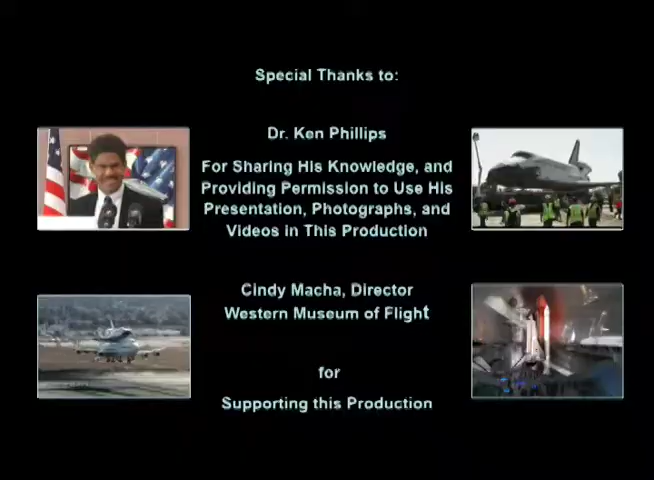 Special Thanks to:
Dr. Ken Phillips
For Sharing His Knowledge, and
Providing Permission to Use His
Presentation, Photographs, and
Videos in This Production
Cindy Macha, Director
Western Museum of Flight
for
Supporting this Production